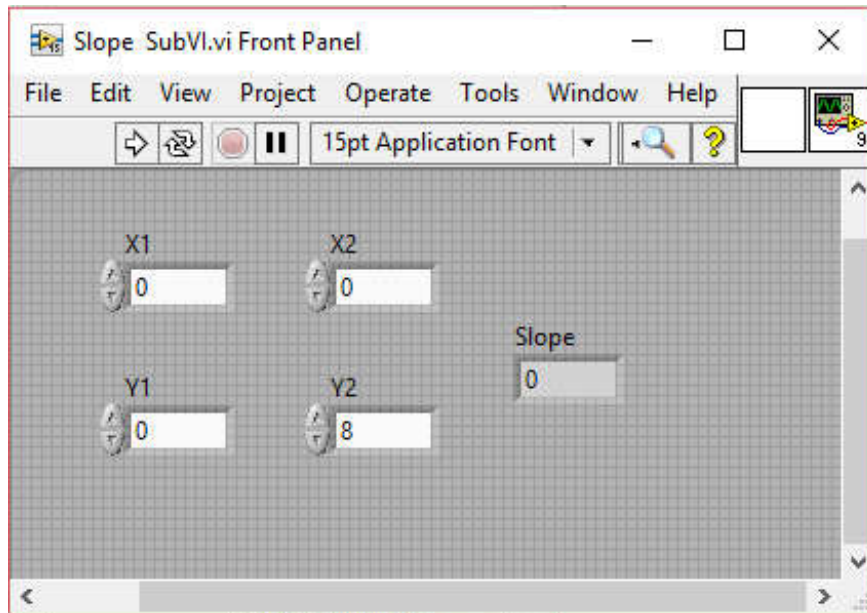 Slope SubVI.vi Front Panel
File Edit View Project Operate Tools Window Help
15pt Application Font
9
X1 X2
0 0
Slope
0
Y1 Y2
0 8